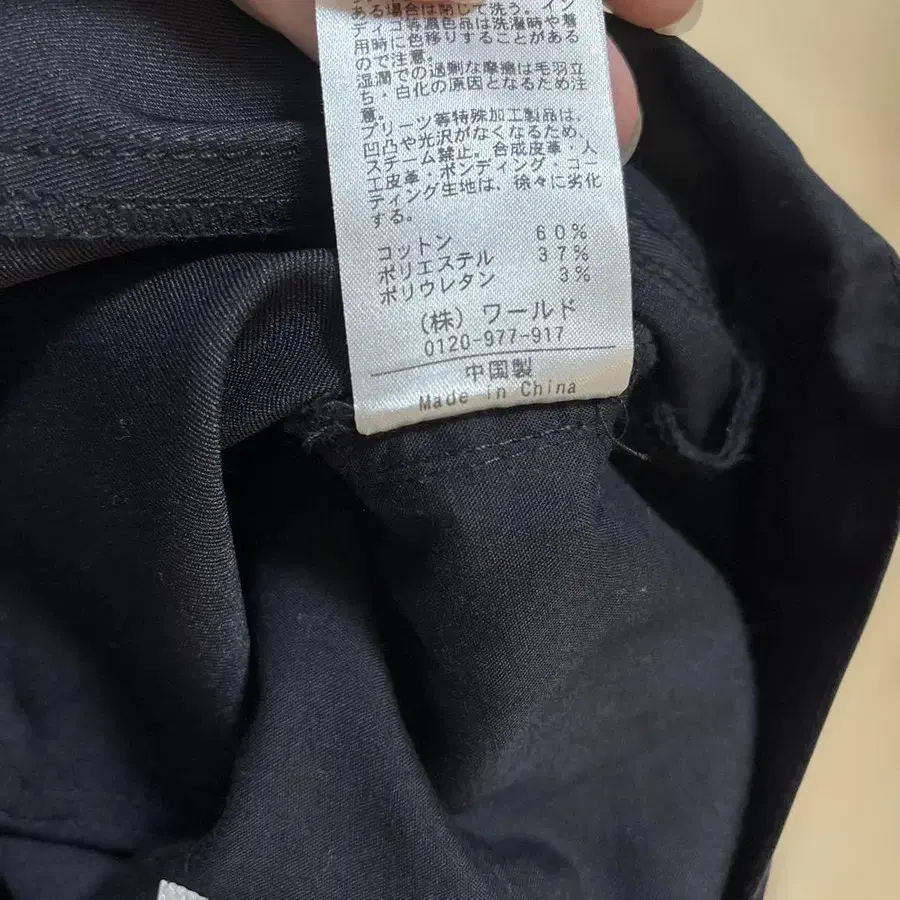 ある場合は閉じて洗う。イン
ディゴ等濃色品は洗濯時や着
用時に色移りすることがある
ので注意。
湿潤での過剰な摩擦は毛羽立
ち・白化の原因となるため注
意。
プリーツ等特殊加工製品は、
凹凸や光沢がなくなるため、
スチーム禁止。合成皮革・人
工皮革・ボンディング・コー
ティング生地は、徐々に劣化
する。
コットン 60%
ポリエステル 37%
ポリウレタン 3%
(株) ワールド
0120-977-917
中国製
Made in China